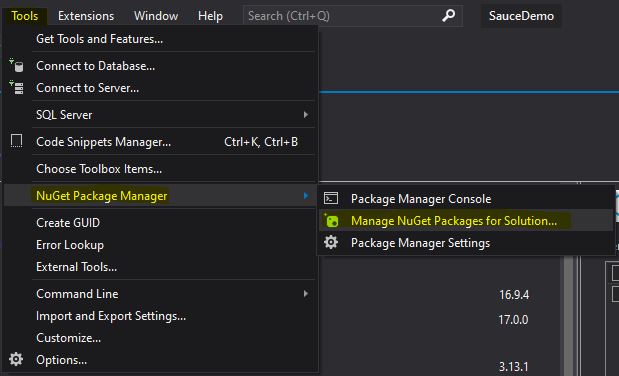 Tools Extensions Window Help Search (Ctrl+Q) SauceDemo
Get Tools and Features...
Connect to Database...
Connect to Server...
SQL Server
Code Snippets Manager... Ctrl+K, Ctrl+B
Choose Toolbox Items...
NuGet Package Manager
Package Manager Console
Manage NuGet Packages for Solution...
Package Manager Settings
Create GUID
Error Lookup
External Tools...
Command Line
Import and Export Settings...
Customize...
Options...
16.9.4
17.0.0
3.13.1